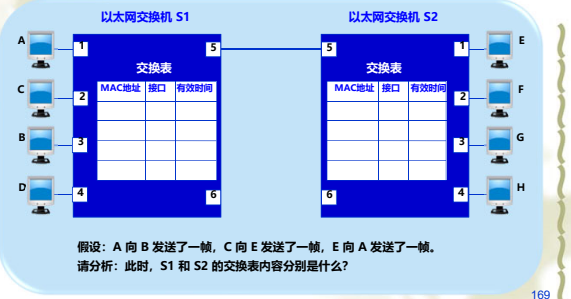 以太网交换机 S1 以太网交换机 S2
A 1 5 5 1 E
交换表 交换表
MAC地址 接口 有效时间 MAC地址 接口 有效时间
C 2 2 F
B 3 3 G
D 4 6 6 4 H
假设：A 向 B 发送了一帧，C 向 E 发送了一帧，E 向 A 发送了一帧。
请分析：此时，S1 和 S2 的交换表内容分别是什么？
169